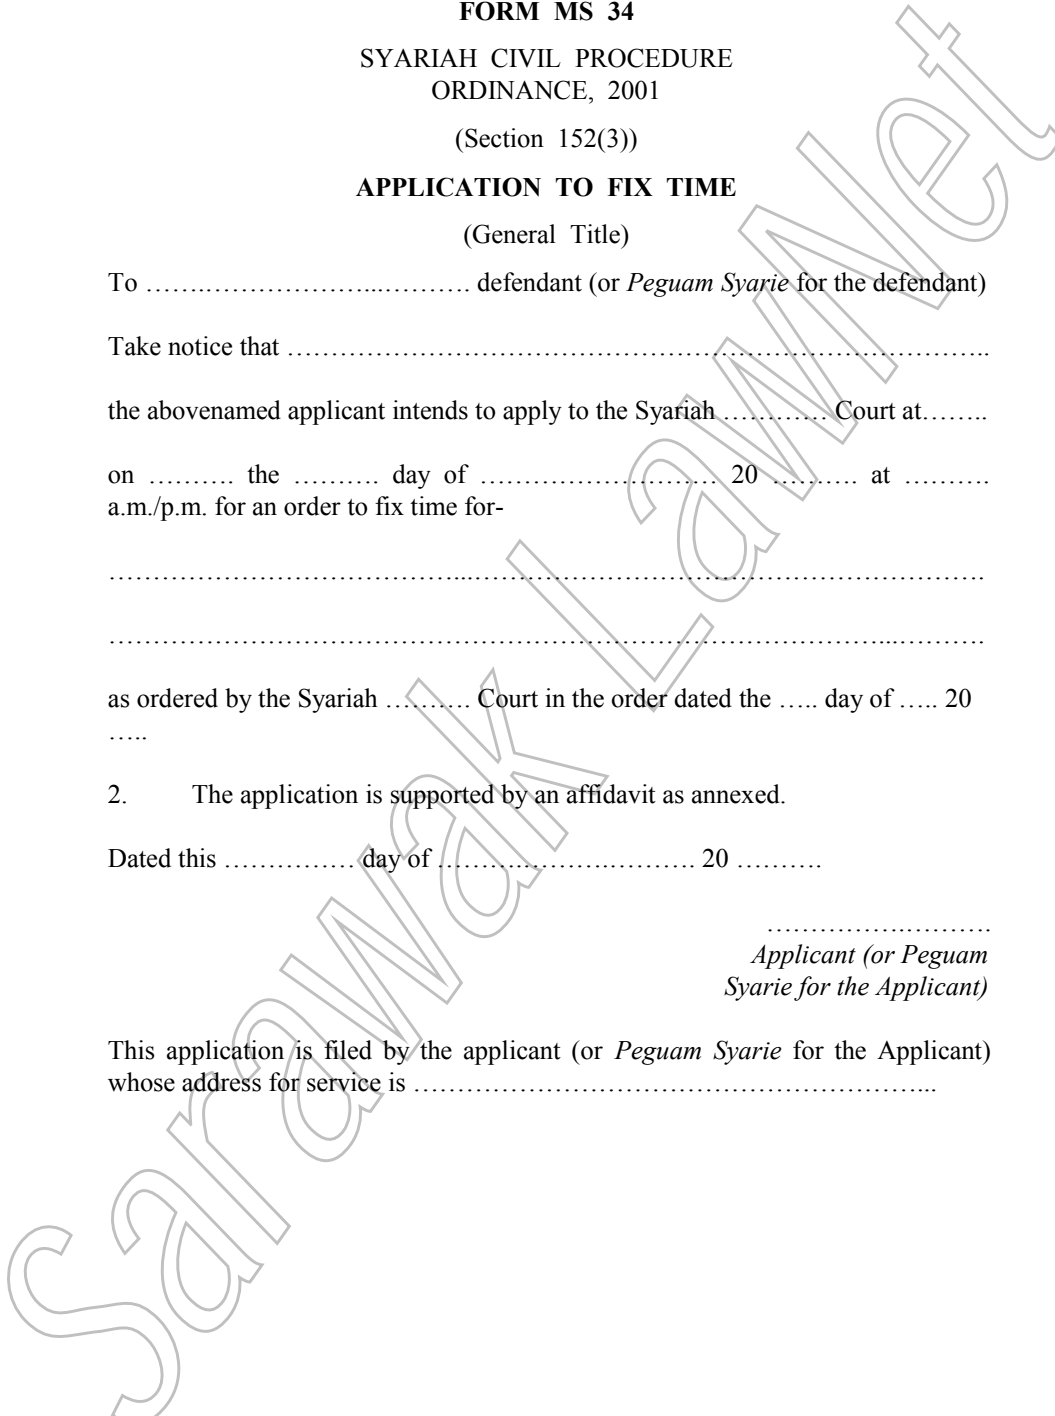 FORM MS 34
SYARIAH CIVIL PROCEDURE
ORDINANCE, 2001
(Section 152(3))
APPLICATION TO FIX TIME
(General Title)
To ……..………………...………. defendant (or Peguam Syarie for the defendant)
Take notice that ……………………………………………………………………..
the abovenamed applicant intends to apply to the Syariah ………… Court at……..
on ………. the ………. day of ……………………… 20 ………. at ……….
a.m./p.m. for an order to fix time for-
…………………………………...………………………………………………….
……………………………………………………………………………..……….
as ordered by the Syariah ………. Court in the order dated the ….. day of ….. 20
…..
2. The application is supported by an affidavit as annexed.
Dated this …………… day of ……………….………. 20 ……….
…………….……….
Applicant (or Peguam
Syarie for the Applicant)
This application is filed by the applicant (or Peguam Syarie for the Applicant)
whose address for service is …………………………………………………...
Sarawak LawNet